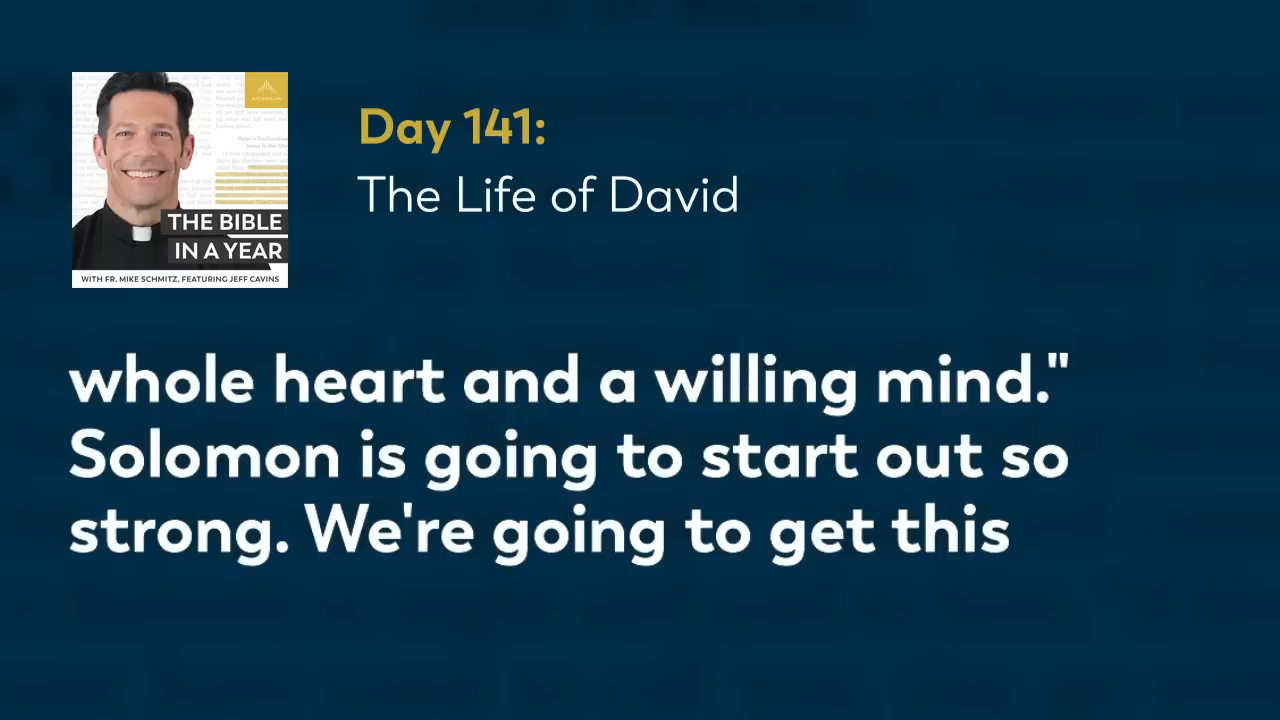 Day 141:
The Life of David
THE BIBLE
IN A YEAR
WITH FR. MIKE SCHMITZ, FEATURING JEFF CAVINS
whole heart and a willing mind."
Solomon is going to start out so
strong. We're going to get this